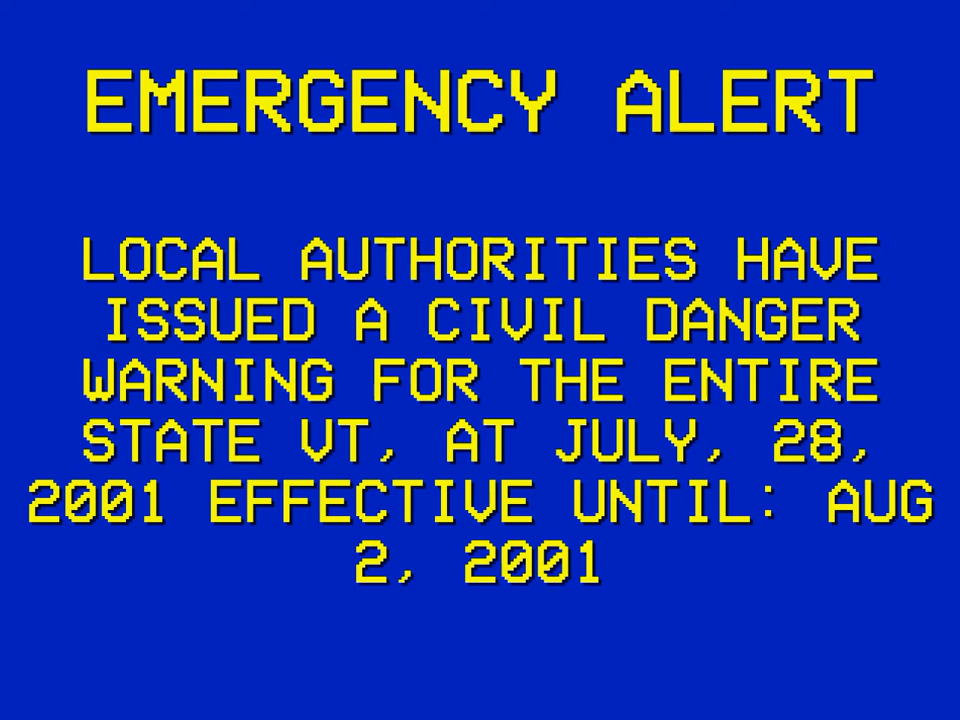 EMERGENCY ALERT
LOCAL AUTHORITIES HAVE
ISSUED A CIVIL DANGER
WARNING FOR THE ENTIRE
STATE VT, AT JULY, 28,
2001 EFFECTIVE UNTIL: AUG
2, 2001